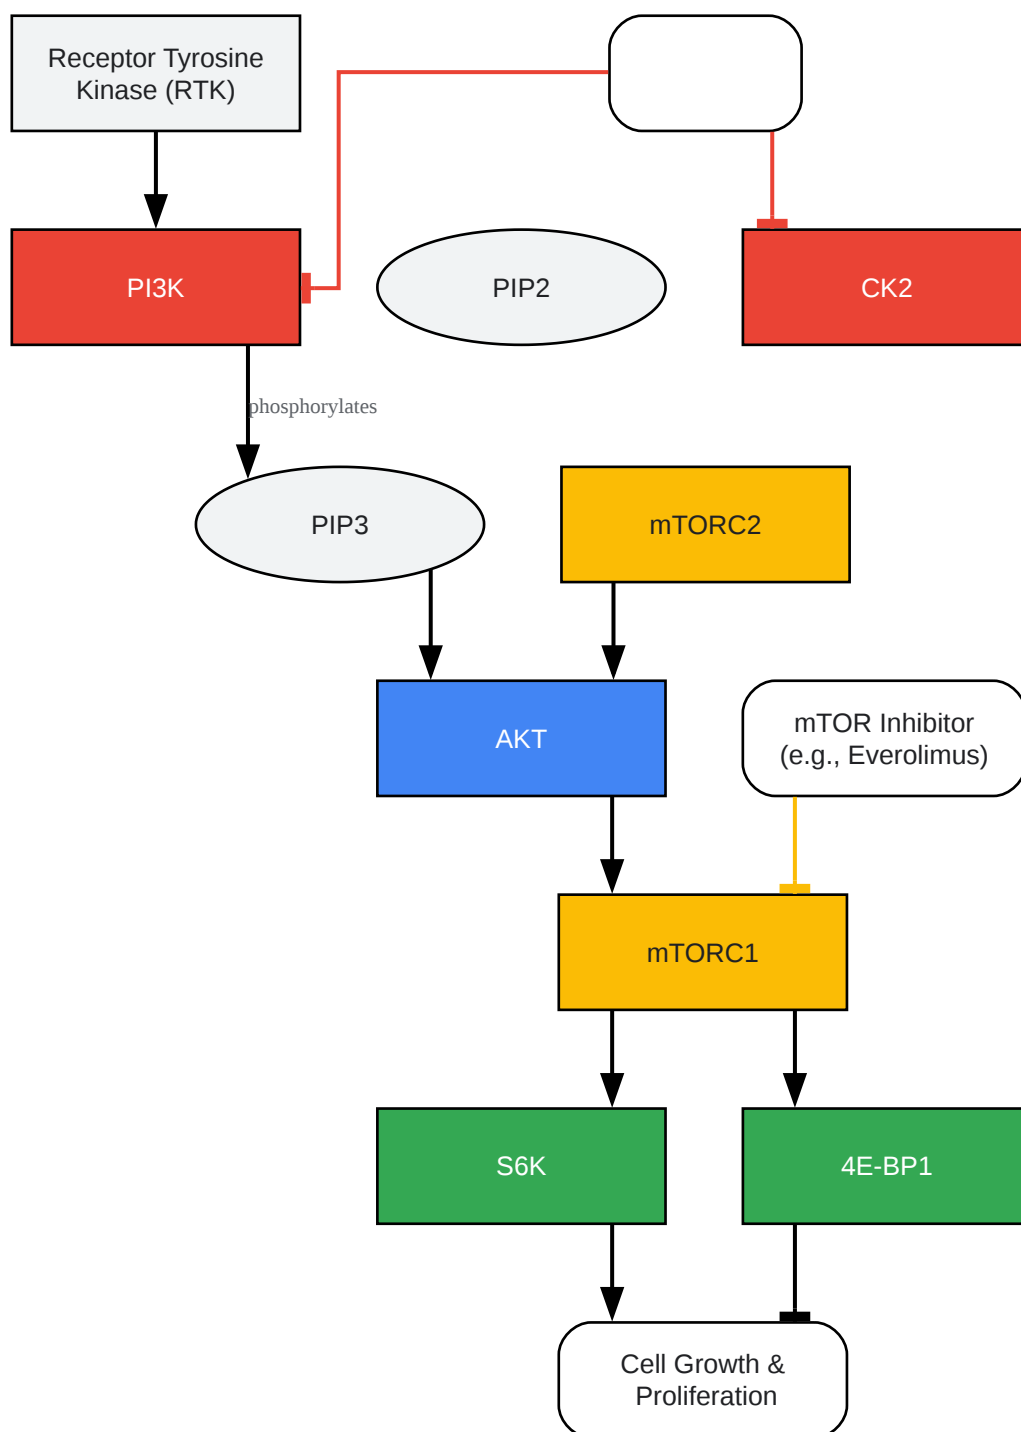 Receptor Tyrosine
Kinase (RTK)
PI3K
PIP2
CK2
phosphorylates
PIP3
mTORC2
AKT
mTOR Inhibitor
(e.g., Everolimus)
mTORC1
S6K
4E-BP1
Cell Growth &
Proliferation